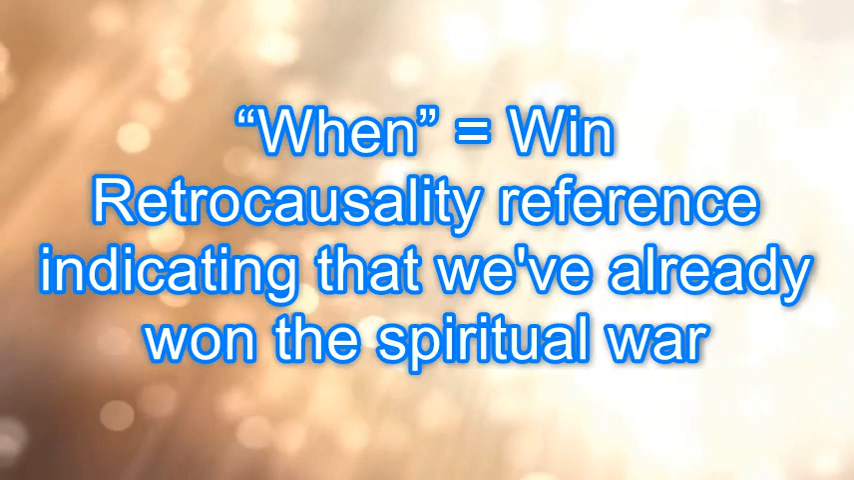 “When” = Win
Retrocausality reference
indicating that we've already
won the spiritual war